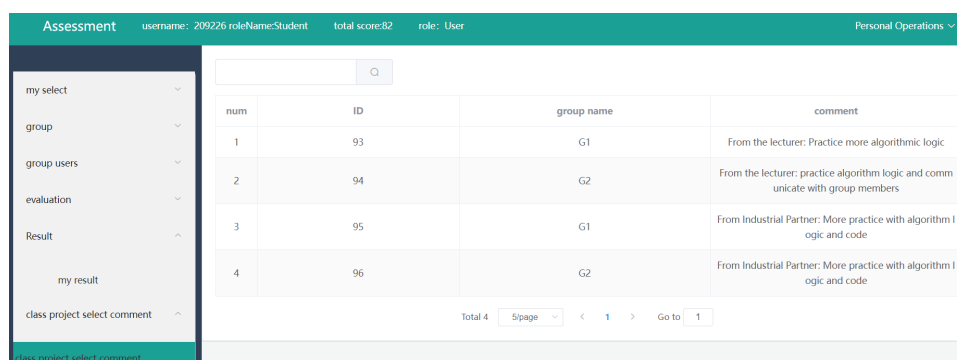 Assessment username: 209226 roleName:Student total score:82 role: User Personal Operations
my select
group
group users
evaluation
Result
my result
class project select comment
class project select comment
num ID group name comment
1 93 G1 From the lecturer: Practice more algorithmic logic
2 94 G2 From the lecturer: practice algorithm logic and comm
unicate with group members
3 95 G1 From Industrial Partner: More practice with algorithm l
ogic and code
4 96 G2 From Industrial Partner: More practice with algorithm l
ogic and code
Total 4 5/page < 1 > Go to 1